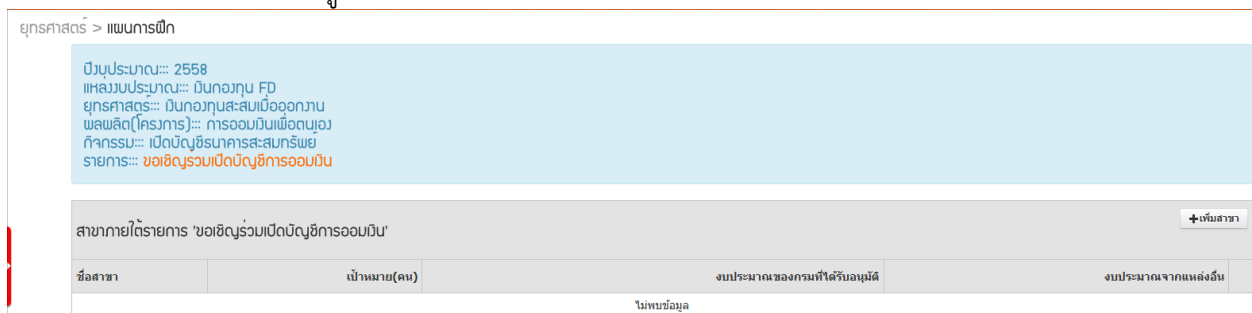 ยุทธศาสตร์ > แผนการฝึก
ปีงบุประมาณ::: 2558
แหล่งงบประมาณ::: เงินกองทุน FD
ยุทธศาสตร์::: เงินกองทุนสะสมเมื่อออกงาน
ผลผลิต(โครงการ)::: การออมเงินเพื่อตนเอง
กิจกรรม::: เปิดบัญชีธนาคารสะสมทรัพย์
รายการ::: ขอเชิญรวมเปิดบัญชีการออมเงิน
สาขาภายใต้รายการ 'ขอเชิญร่วมเปิดบัญชีการออมเงิน'
+เพิ่มสาขา
ชื่อสาขา เป้าหมาย(คน) งบประมาณของกรมที่ได้รับอนุมัติ งบประมาณจากแหล่งอื่น
ไม่พบข้อมูล